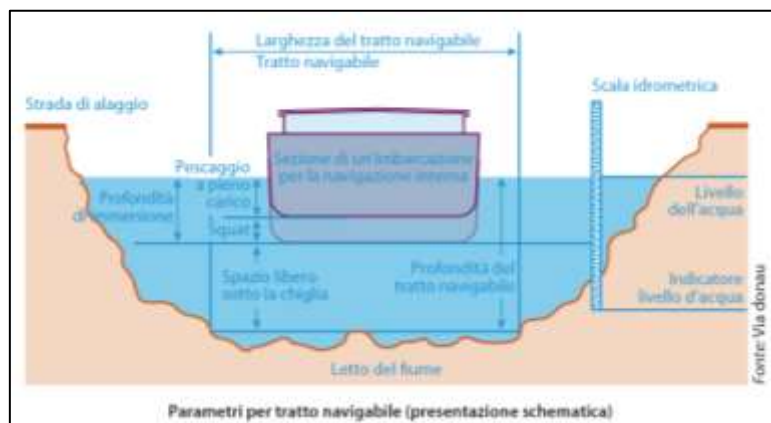 Larghezza del tratto navigabile
Tratto navigabile
Strada di alaggio
Scala idrometrica
Sezione di un'imbarcazione
per la navigazione interna
Pescaggio
a pieno
carico
Profondità
di immersione
Squat
Livello
dell'acqua
Spazio libero
sotto la chiglia
Profondità del
tratto navigabile
Indicatore
livello d'acqua
Letto del fiume
Fonte: Via donau
Parametri per tratto navigabile (presentazione schematica)